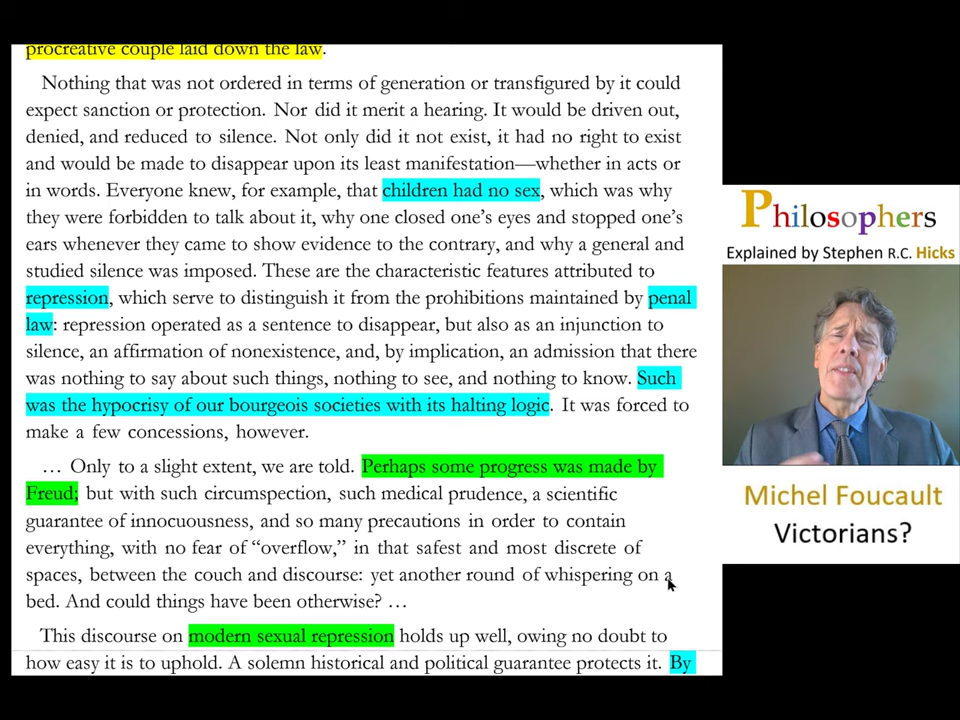 procreative couple laid down the law.
Nothing that was not ordered in terms of generation or transfigured by it could
expect sanction or protection. Nor did it merit a hearing. It would be driven out,
denied, and reduced to silence. Not only did it not exist, it had no right to exist
and would be made to disappear upon its least manifestation—whether in acts or
in words. Everyone knew, for example, that children had no sex, which was why
they were forbidden to talk about it, why one closed one's eyes and stopped one's
ears whenever they came to show evidence to the contrary, and why a general and
studied silence was imposed. These are the characteristic features attributed to
repression, which serve to distinguish it from the prohibitions maintained by penal
law: repression operated as a sentence to disappear, but also as an injunction to
silence, an affirmation of nonexistence, and, by implication, an admission that there
was nothing to say about such things, nothing to see, and nothing to know. Such
was the hypocrisy of our bourgeois societies with its halting logic. It was forced to
make a few concessions, however.
… Only to a slight extent, we are told. Perhaps some progress was made by
Freud; but with such circumspection, such medical prudence, a scientific
guarantee of innocuousness, and so many precautions in order to contain
everything, with no fear of “overflow,” in that safest and most discrete of
spaces, between the couch and discourse: yet another round of whispering on a
bed. And could things have been otherwise? …
This discourse on modern sexual repression holds up well, owing no doubt to
how easy it is to uphold. A solemn historical and political guarantee protects it. By
Philosophers
Explained by Stephen R.C. Hicks
Michel Foucault
Victorians?